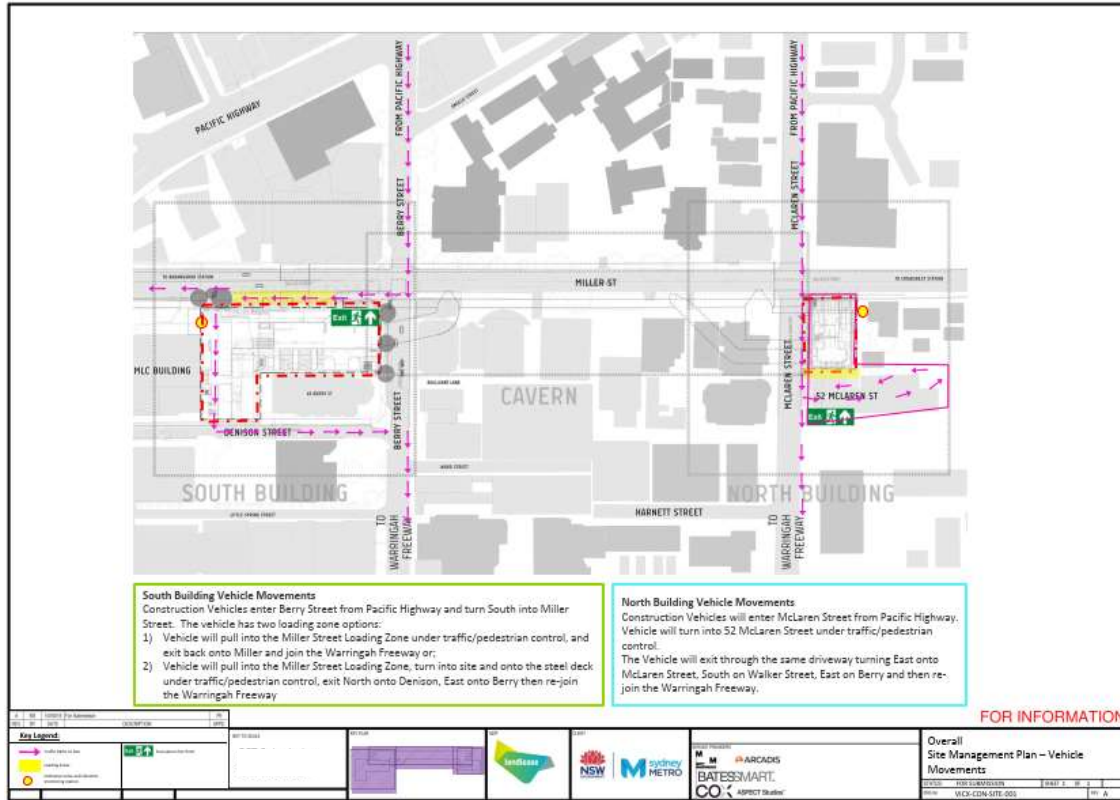 PACIFIC HIGHWAY
FROM PACIFIC HIGHWAY
FROM PACIFIC HIGHWAY
BERRY STREET
MCLAREN STREET
MILLER ST
Exit
MLC BUILDING
CAVERN
MCLAREN STREET
52 MCLAREN ST
Exit
BERRY STREET
DENISON STREET
SOUTH BUILDING
NORTH BUILDING
HARNETT STREET
TO
WARRINGAH
FREEWAY
TO
WARRINGAH
FREEWAY
South Building Vehicle Movements
Construction Vehicles enter Berry Street from Pacific Highway and turn South into Miller
Street. The vehicle has two loading zone options:
1) Vehicle will pull into the Miller Street Loading Zone under traffic/pedestrian control, and
exit back onto Miller and join the Warringah Freeway or;
2) Vehicle will pull into the Miller Street Loading Zone, turn into site and onto the steel deck
under traffic/pedestrian control, exit North onto Denison, East onto Berry then re-join
the Warringah Freeway
North Building Vehicle Movements
Construction Vehicles will enter McLaren Street from Pacific Highway.
Vehicle will turn into 52 McLaren Street under traffic/pedestrian
control.
The Vehicle will exit through the same driveway turning East onto
McLaren Street, South on Walker Street, East on Berry and then re-
join the Warringah Freeway.
FOR INFORMATION
Key Legend:
lendlease
NSW
sydney
METRO
ARCADIS
BATESSMART.
COX
ASPECT Studios
Overall
Site Management Plan – Vehicle
Movements
FOR SUBMISSION
VICX-CON-SITE-001
A